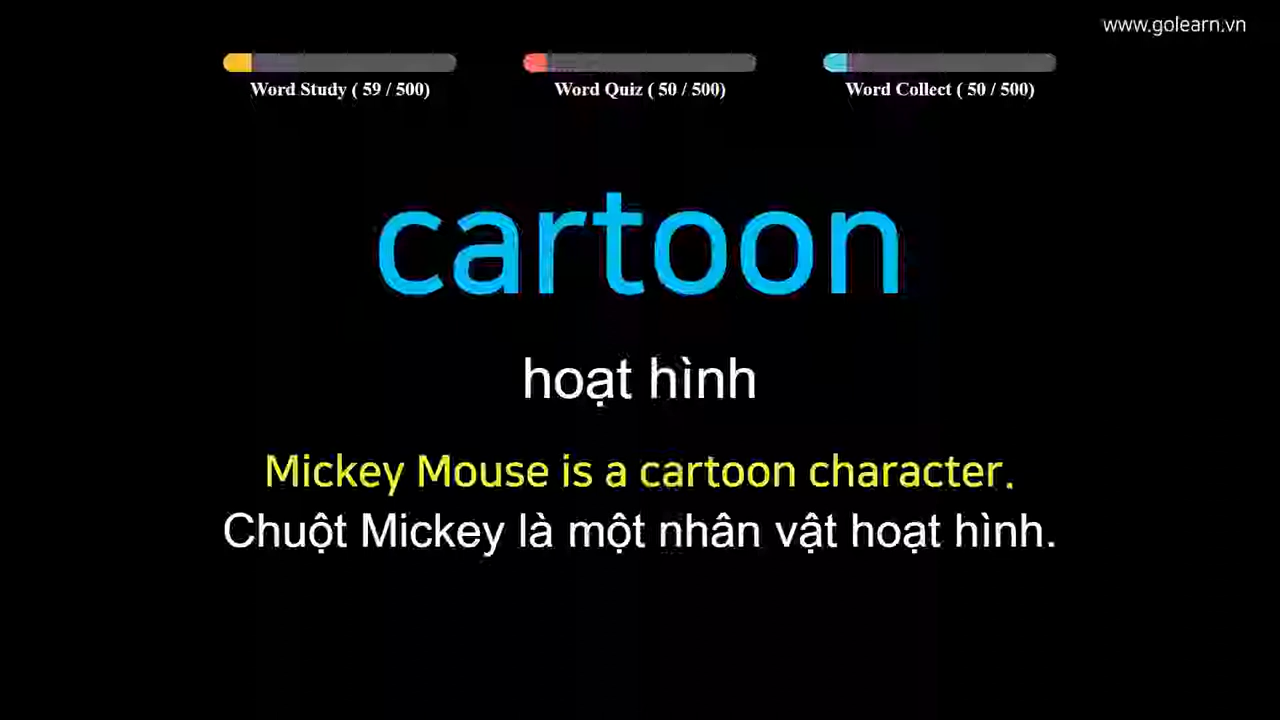 www.golearn.vn
Word Study ( 59 / 500)
Word Quiz ( 50 / 500)
Word Collect ( 50 / 500)
cartoon
hoạt hình
Mickey Mouse is a cartoon character.
Chuột Mickey là một nhân vật hoạt hình.